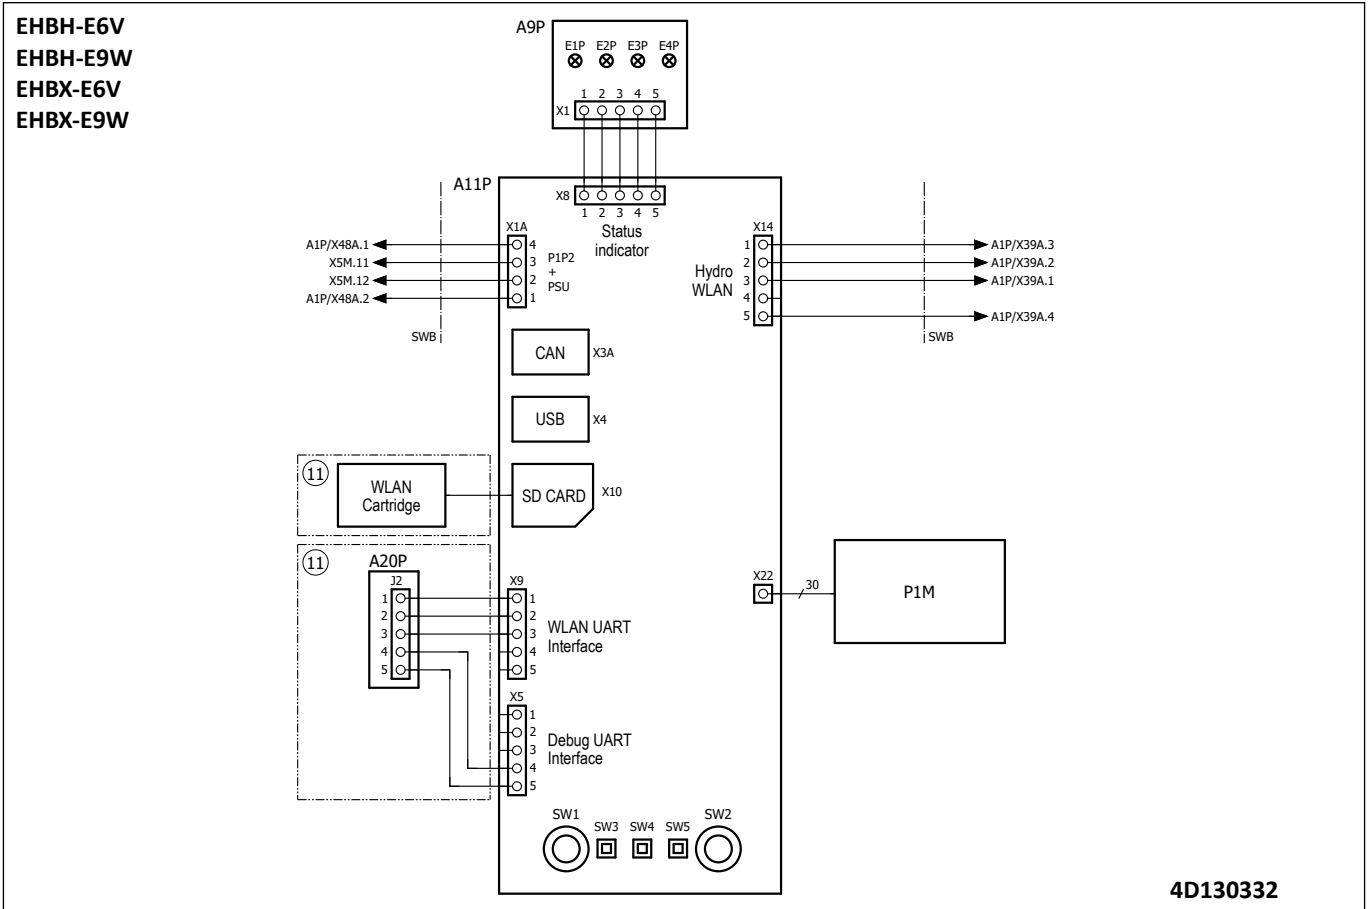 EHBH-E6V
EHBH-E9W
EHBX-E6V
EHBX-E9W
A9P
E1P E2P E3P E4P
1 2 3 4 5
X1
A11P
X8
1 2 3 4 5
Status
indicator
X1A
A1P/X48A.1
4
X5M.11
3
X5M.12
2
A1P/X48A.2
1
P1P2
+
PSU
SWB
X14
1
A1P/X39A.3
2
A1P/X39A.2
3
A1P/X39A.1
4
5
A1P/X39A.4
Hydro
WLAN
SWB
CAN
X3A
USB
X4
11
WLAN
Cartridge
SD CARD
X10
11
A20P
J2
1
2
3
4
5
X9
1
2
3
4
5
WLAN UART
Interface
X22
30
P1M
X5
1
2
3
4
5
Debug UART
Interface
SW1
SW3
SW4
SW5
SW2
4D130332